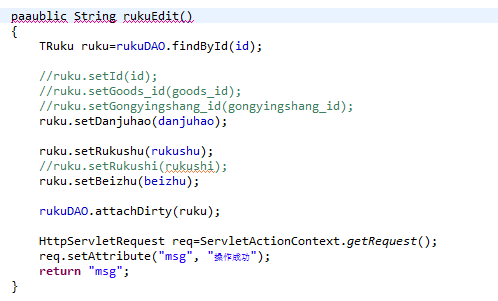 paaublic String rukuEdit()
{
TRuku ruku=rukuDAO.findById(id);
//ruku.setId(id);
//ruku.setGoods_id(goods_id);
//ruku.setGongyingshang_id(gongyingshang_id);
ruku.setDanjuhao(danjuhao);
ruku.setRukushu(rukushu);
//ruku.setRukushi(rukushi);
ruku.setBeizhu(beizhu);
rukuDAO.attachDirty(ruku);
HttpServletRequest req=ServletActionContext.getRequest();
req.setAttribute("msg", "操作成功");
return "msg";
}